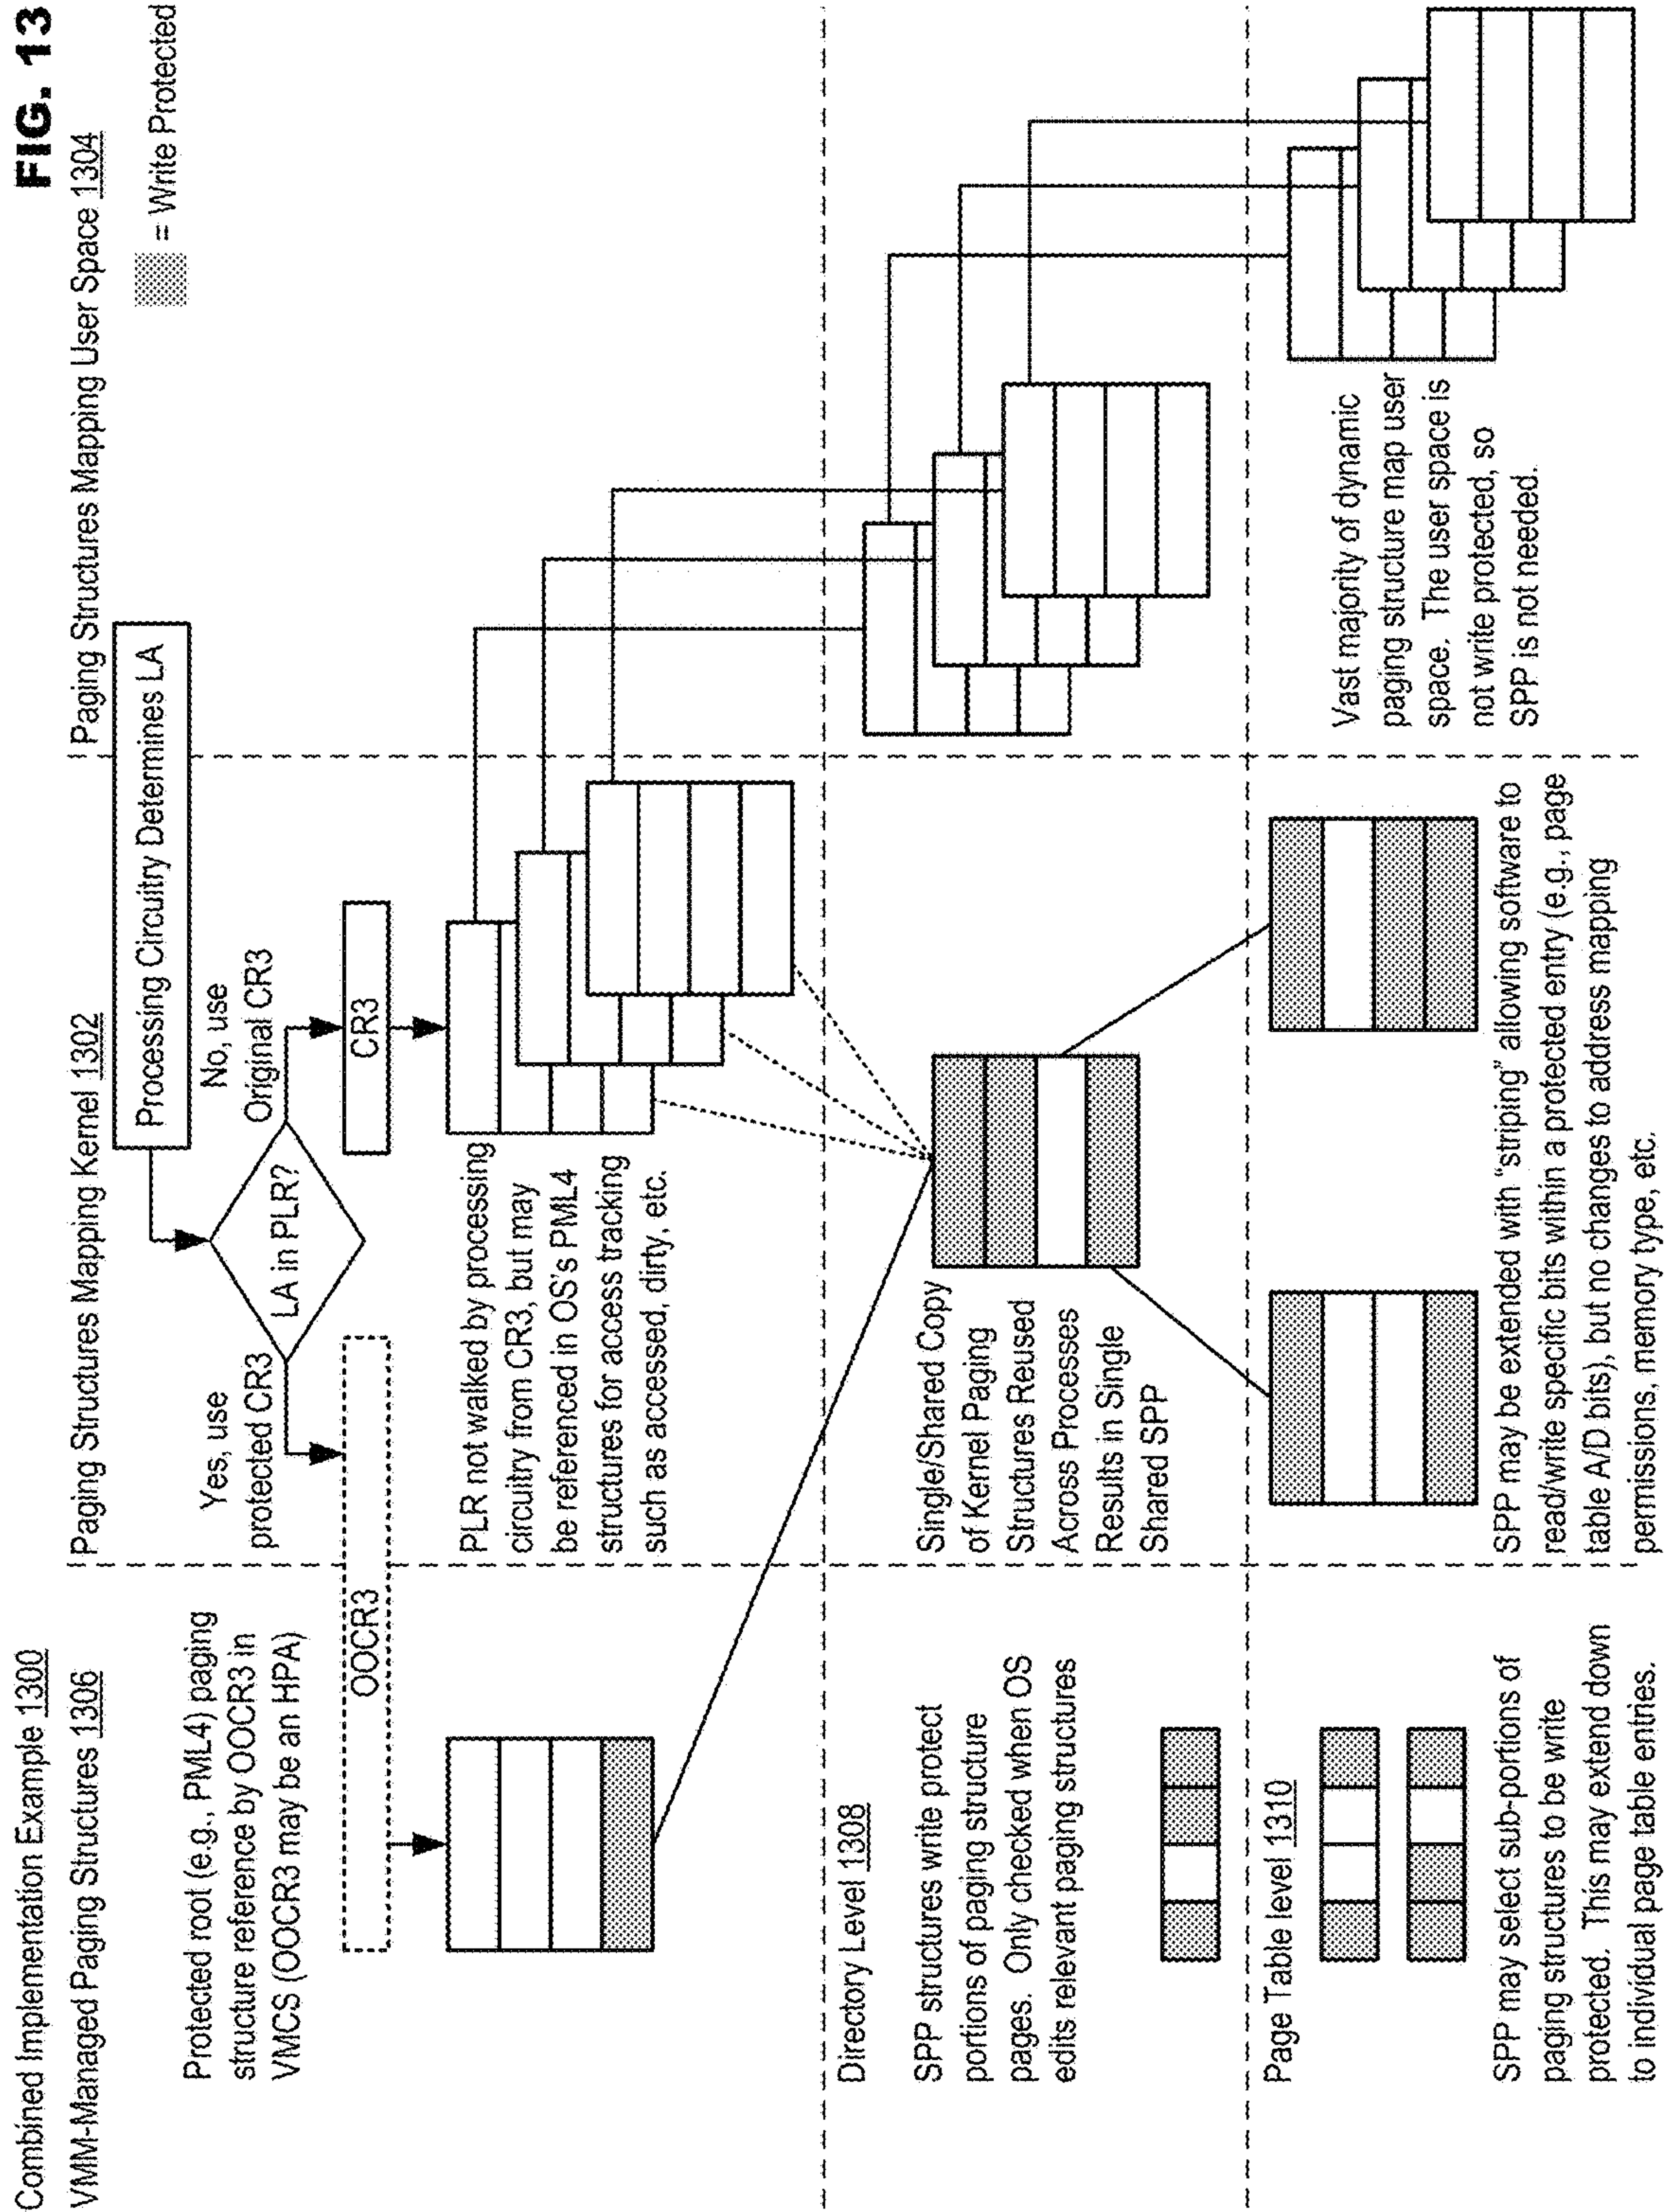 FIG. 13
Combined Implementation Example 1300
VMM-Managed Paging Structures 1306
Paging Structures Mapping Kernel 1302
Paging Structures Mapping User Space 1304
= Write Protected
Processing Circuitry Determines LA
LA in PLR?
Yes, use
protected CR3
No, use
Original CR3
OOCR3
CR3
Protected root (e.g., PML4) paging
structure reference by OOCR3 in
VMCS (OOCR3 may be an HPA)
PLR not walked by processing
circuitry from CR3, but may
be referenced in OS's PML4
structures for access tracking
such as accessed, dirty, etc.
Directory Level 1308
SPP structures write protect
portions of paging structure
pages. Only checked when OS
edits relevant paging structures
Single/Shared Copy
of Kernel Paging
Structures Reused
Across Processes
Results in Single
Shared SPP
Page Table level 1310
SPP may select sub-portions of
paging structures to be write
protected. This may extend down
to individual page table entries.
SPP may be extended with "striping" allowing software to
read/write specific bits within a protected entry (e.g., page
table A/D bits), but no changes to address mapping
permissions, memory type, etc.
Vast majority of dynamic
paging structure map user
space. The user space is
not write protected, so
SPP is not needed.